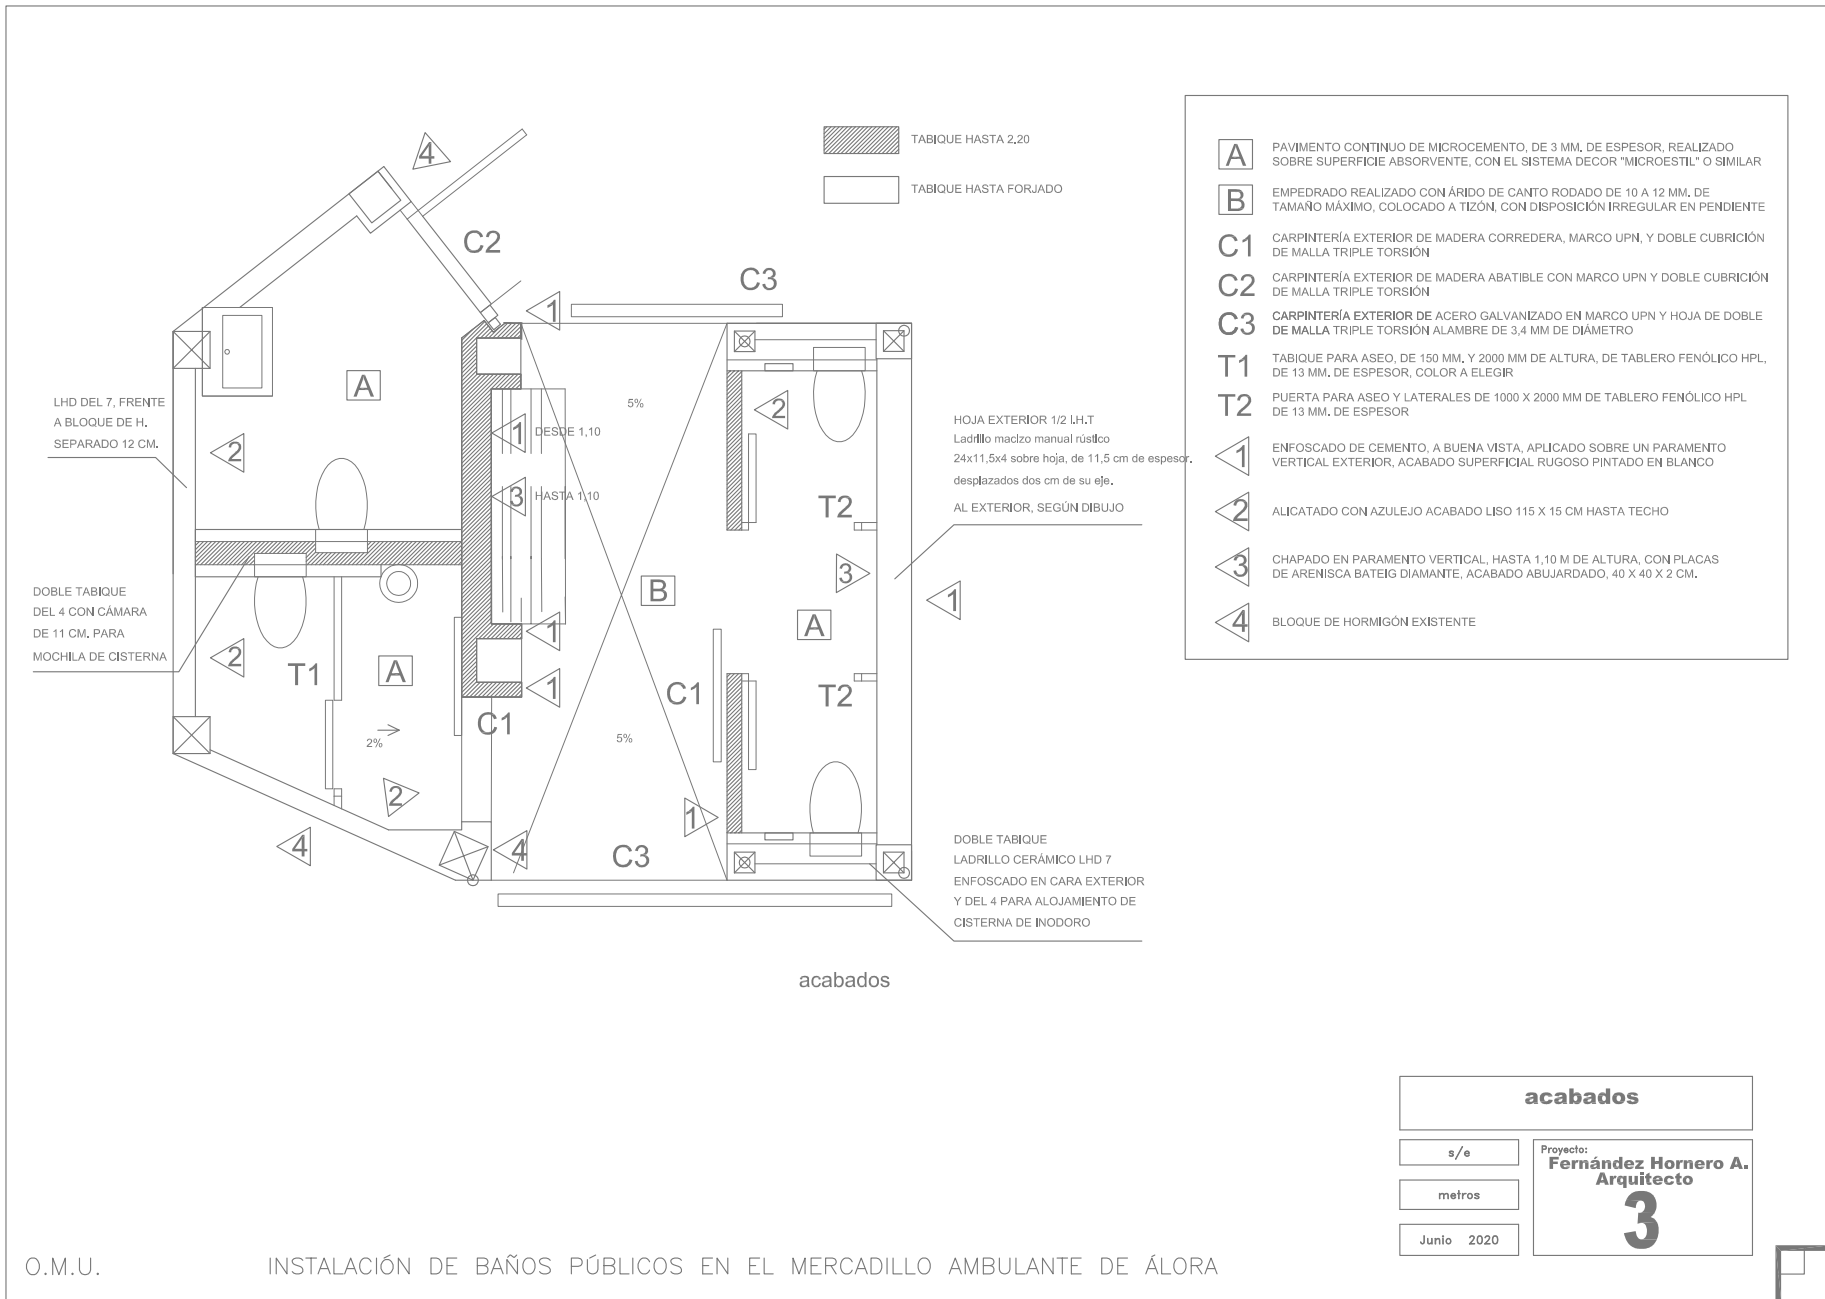 TABIQUE HASTA 2.20
TABIQUE HASTA FORJADO
4
C2
1
C3
A
2
1
DESDE 1,10
3
HASTA 1,10
5%
2
T2
3
1
B
A
1
1
2
T1
A
2%
2
C1
C1
T2
5%
1
4
4
C3
LHD DEL 7, FRENTE
A BLOQUE DE H.
SEPARADO 12 CM.
DOBLE TABIQUE
DEL 4 CON CÁMARA
DE 11 CM. PARA
MOCHILA DE CISTERNA
HOJA EXTERIOR 1/2 I.H.T
Ladrillo macizo manual rústico
24x11,5x4 sobre hoja, de 11,5 cm de espesor.
desplazados dos cm de su eje.
AL EXTERIOR, SEGÚN DIBUJO
DOBLE TABIQUE
LADRILLO CERÁMICO LHD 7
ENFOSCADO EN CARA EXTERIOR
Y DEL 4 PARA ALOJAMIENTO DE
CISTERNA DE INODORO
acabados
A PAVIMENTO CONTINUO DE MICROCEMENTO, DE 3 MM. DE ESPESOR, REALIZADO
SOBRE SUPERFICIE ABSORVENTE, CON EL SISTEMA DECOR "MICROESTIL" O SIMILAR
B EMPEDRADO REALIZADO CON ÁRIDO DE CANTO RODADO DE 10 A 12 MM. DE
TAMAÑO MÁXIMO, COLOCADO A TIZÓN, CON DISPOSICIÓN IRREGULAR EN PENDIENTE
C1 CARPINTERÍA EXTERIOR DE MADERA CORREDERA, MARCO UPN, Y DOBLE CUBRICIÓN
DE MALLA TRIPLE TORSIÓN
C2 CARPINTERÍA EXTERIOR DE MADERA ABATIBLE CON MARCO UPN Y DOBLE CUBRICIÓN
DE MALLA TRIPLE TORSIÓN
C3 CARPINTERÍA EXTERIOR DE ACERO GALVANIZADO EN MARCO UPN Y HOJA DE DOBLE
DE MALLA TRIPLE TORSIÓN ALAMBRE DE 3,4 MM DE DIÁMETRO
T1 TABIQUE PARA ASEO, DE 150 MM. Y 2000 MM DE ALTURA, DE TABLERO FENÓLICO HPL,
DE 13 MM. DE ESPESOR, COLOR A ELEGIR
T2 PUERTA PARA ASEO Y LATERALES DE 1000 X 2000 MM DE TABLERO FENÓLICO HPL
DE 13 MM. DE ESPESOR
1 ENFOSCADO DE CEMENTO, A BUENA VISTA, APLICADO SOBRE UN PARAMENTO
VERTICAL EXTERIOR, ACABADO SUPERFICIAL RUGOSO PINTADO EN BLANCO
2 ALICATADO CON AZULEJO ACABADO LISO 115 X 15 CM HASTA TECHO
3 CHAPADO EN PARAMENTO VERTICAL, HASTA 1,10 M DE ALTURA, CON PLACAS
DE ARENISCA BATEIG DIAMANTE, ACABADO ABUJARDADO, 40 X 40 X 2 CM.
4 BLOQUE DE HORMIGÓN EXISTENTE
acabados
s/e
metros
Junio 2020
Proyecto:
Fernández Hornero A.
Arquitecto
3
O.M.U. INSTALACIÓN DE BAÑOS PÚBLICOS EN EL MERCADILLO AMBULANTE DE ÁLORA